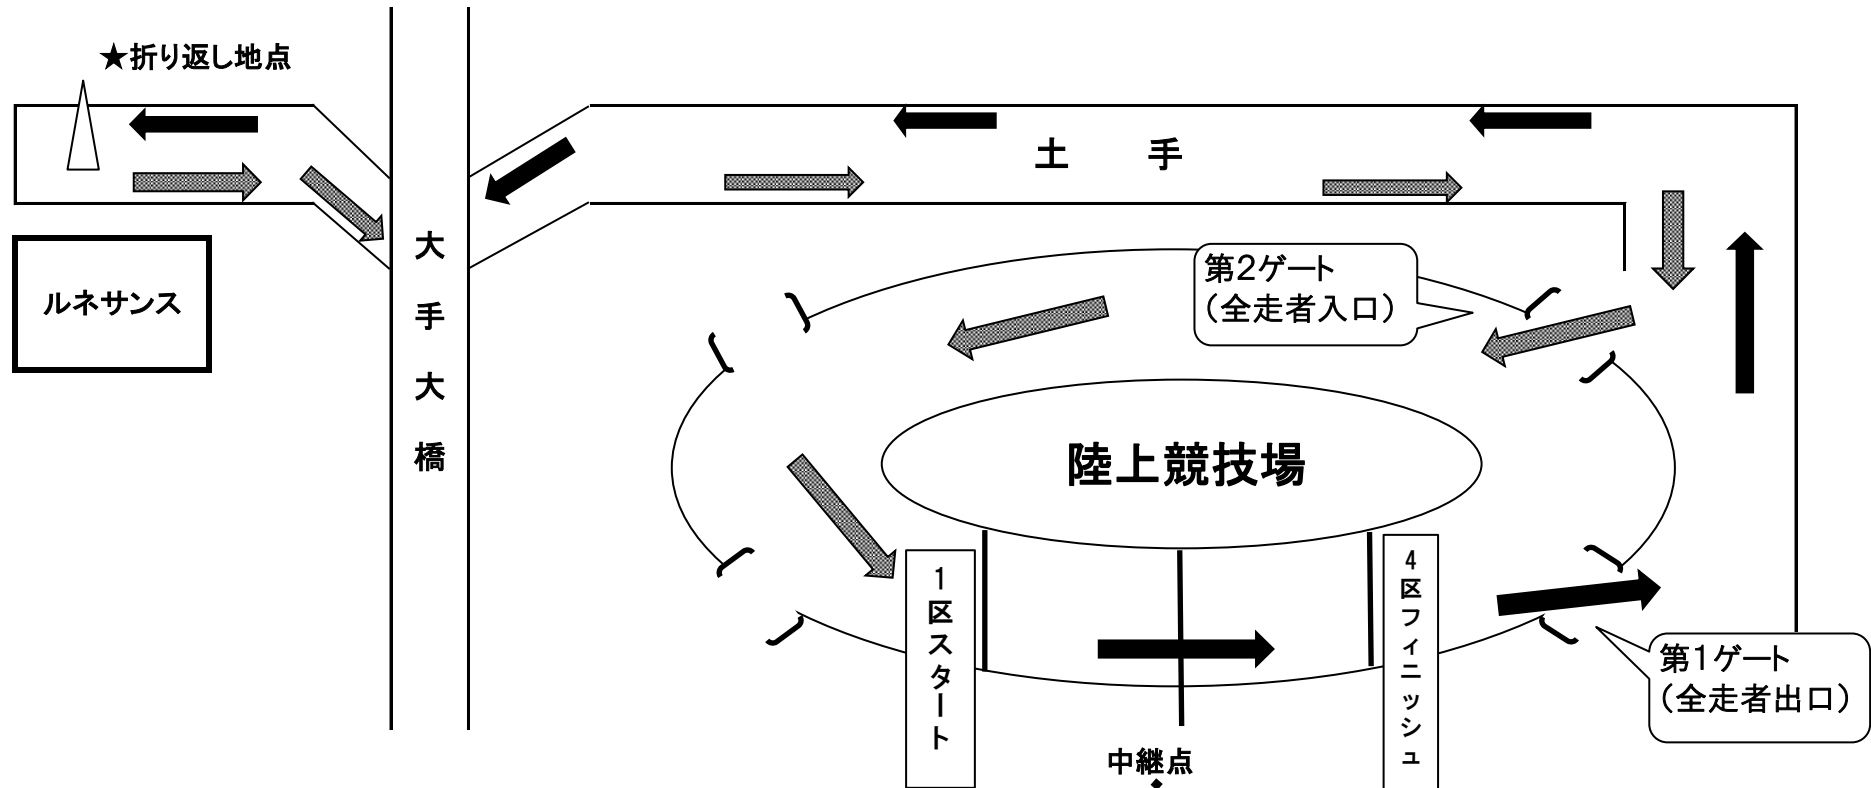 ★折り返し地点
土　手
大手大橋
第2ゲート
（全走者入口）
ルネサンス
陸上競技場
1区スタート
4区フィニッシュ
第1ゲート
（全走者出口）
中継点